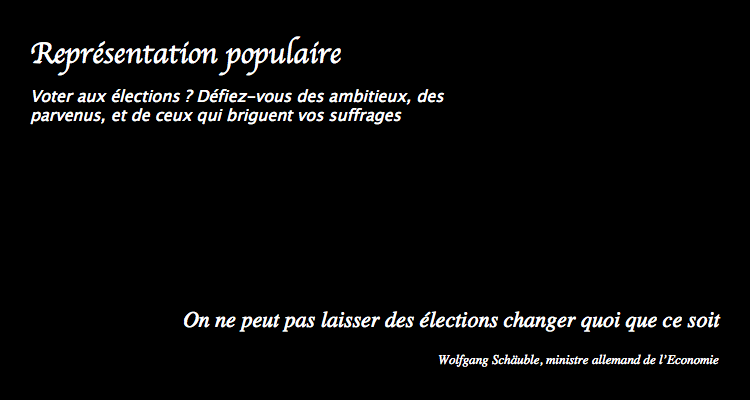 Représentation populaire
Voter aux élections ? Défiez-vous des ambitieux, des
parvenus, et de ceux qui briguent vos suffrages
On ne peut pas laisser des élections changer quoi que ce soit
Wolfgang Schäuble, ministre allemand de l'Economie